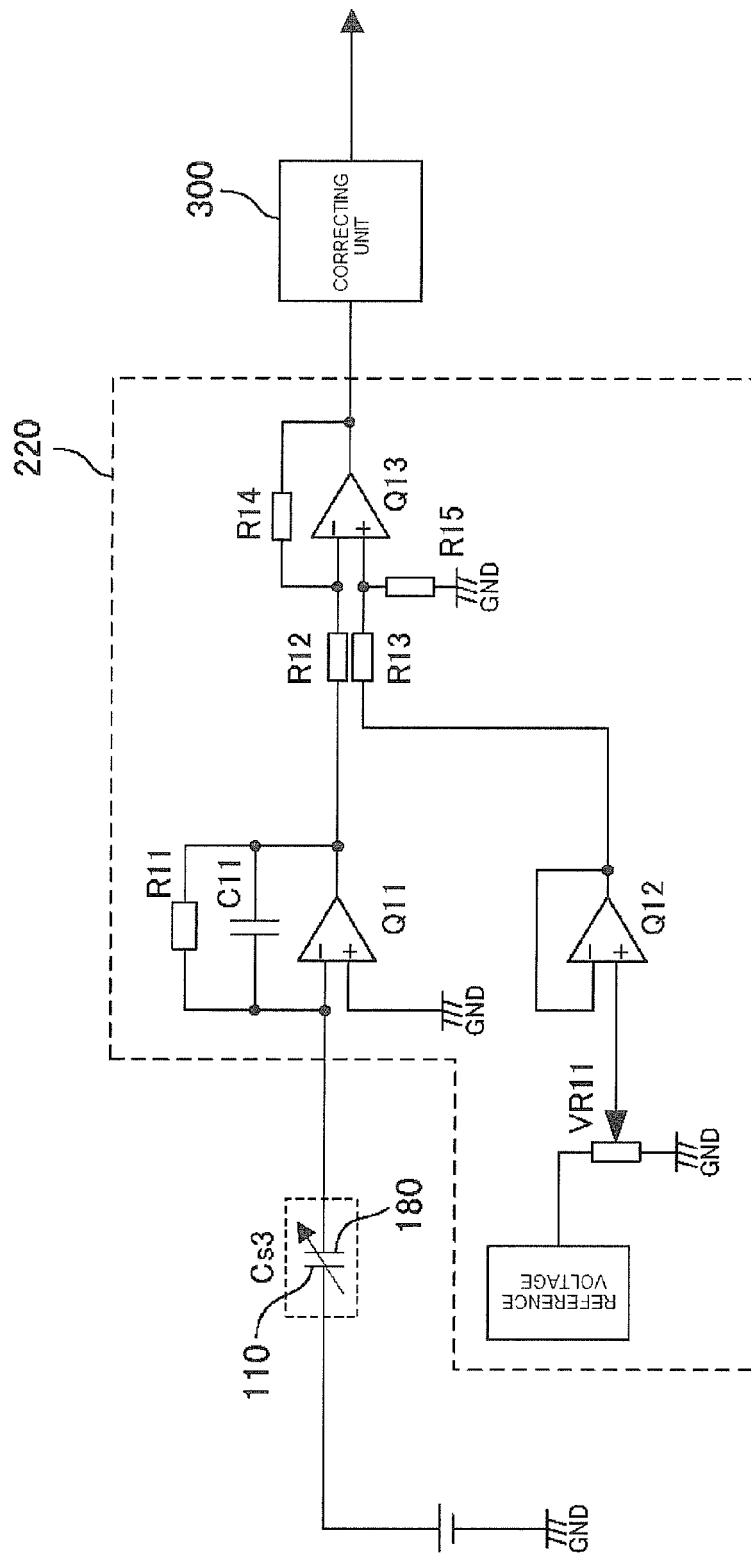 220
300
CORRECTING
UNIT
R14
Q13
R15
GND
R12
R13
R11
C11
Q11
GND
Q12
VR11
GND
REFERENCE
VOLTAGE
Cs3
180
110
GND